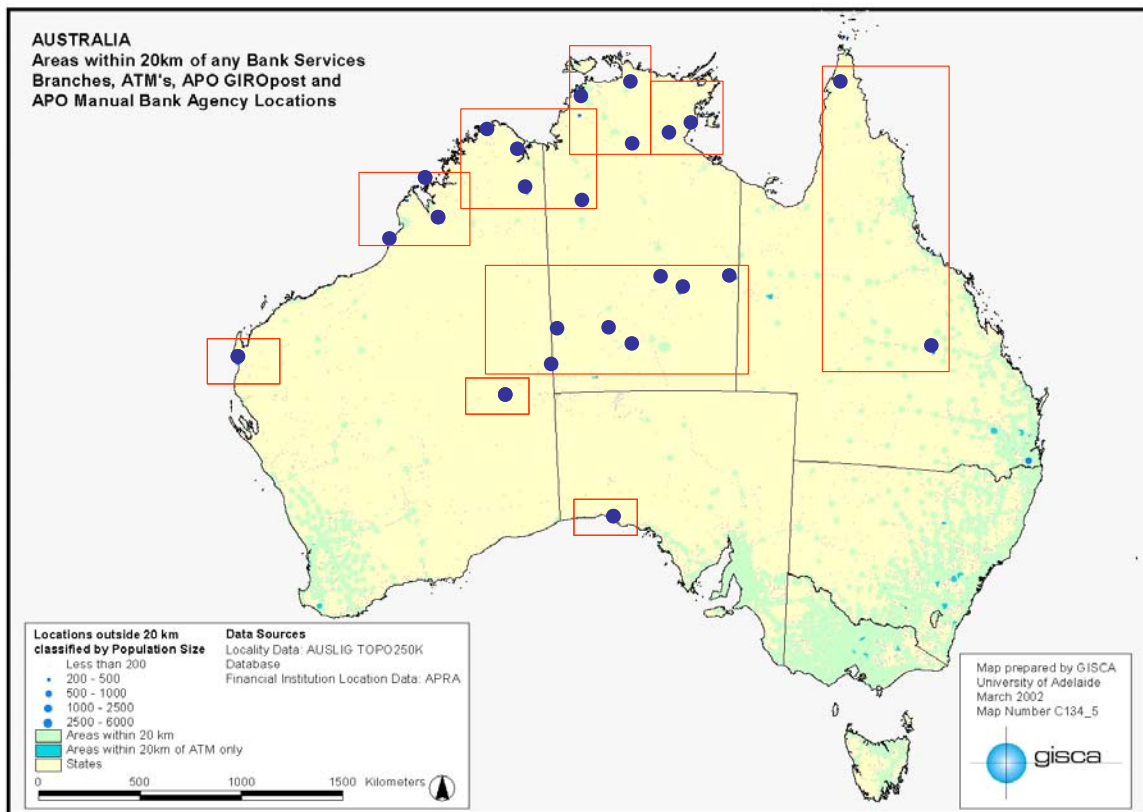 AUSTRALIA
Areas within 20km of any Bank Services
Branches, ATM's, APO GIROpost and
APO Manual Bank Agency Locations
Locations outside 20 km
classified by Population Size
Less than 200
200 - 500
500 - 1000
1000 - 2500
2500 - 6000
Areas within 20 km
Areas within 20km of ATM only
States
0 500 1000 1500 Kilometers
Data Sources
Locality Data: AUSLIG TOPO250K
Database
Financial Institution Location Data: APRA
Map prepared by GISCA
University of Adelaide
March 2002
Map Number C134_5
gisca